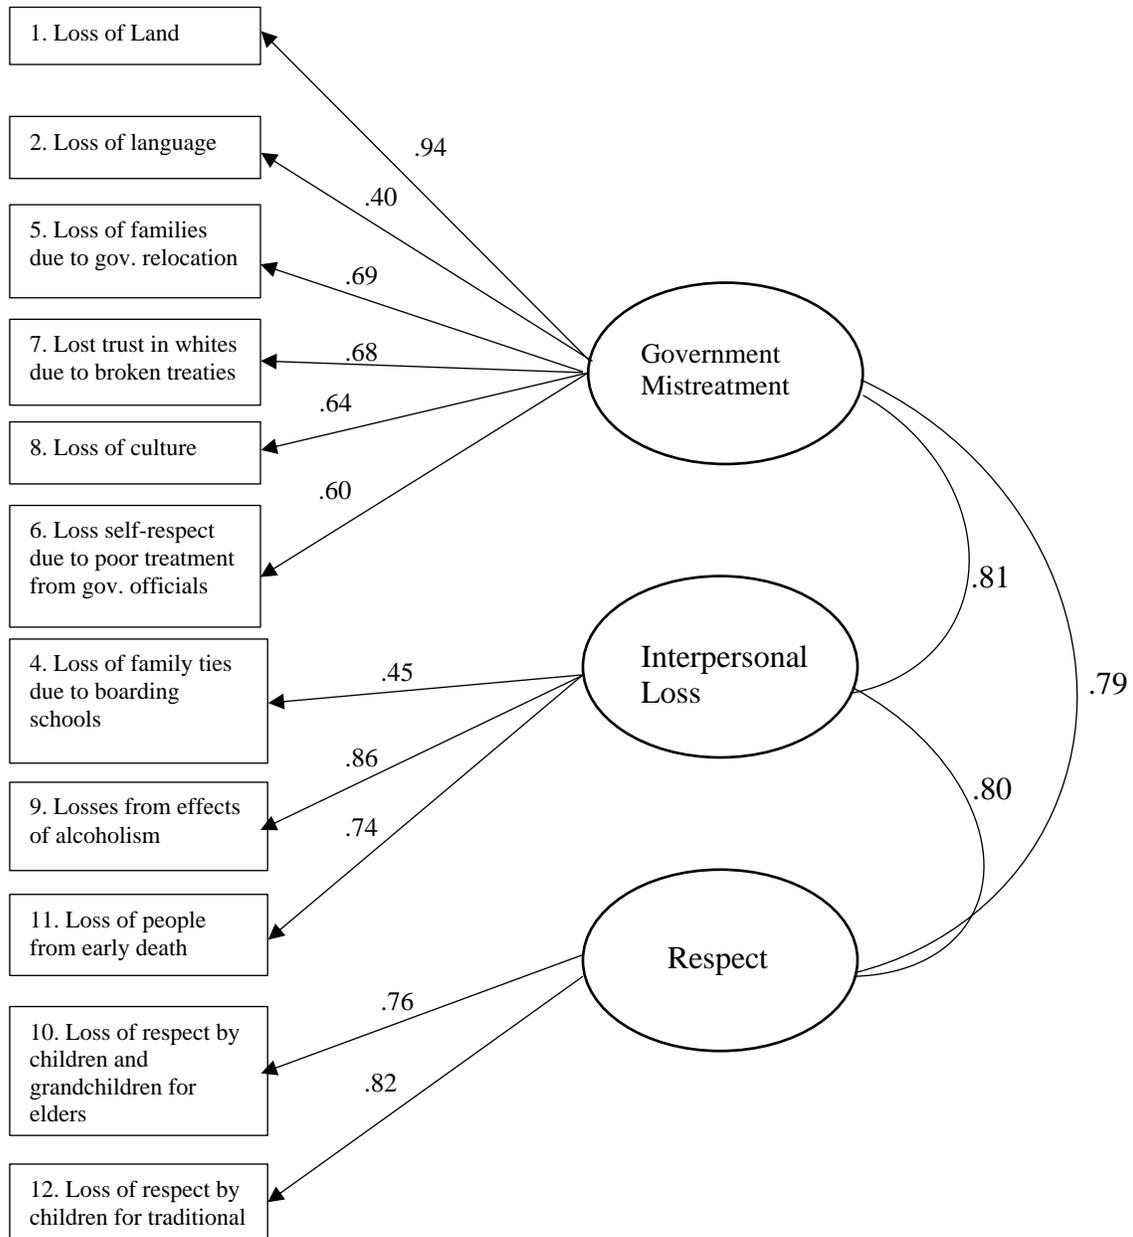 1. Loss of Land
.94
2. Loss of language
.40
5. Loss of families
due to gov. relocation
.69
7. Lost trust in whites
due to broken treaties
.68
.64
8. Loss of culture
.60
6. Loss self-respect
due to poor treatment
from gov. officials
Government
Mistreatment
.81
4. Loss of family ties
due to boarding
schools
.45
Interpersonal
Loss
.79
.86
9. Losses from effects
of alcoholism
.74
.80
11. Loss of people
from early death
Respect
.76
10. Loss of respect by
children and
grandchildren for
elders
.82
12. Loss of respect by
children for traditional